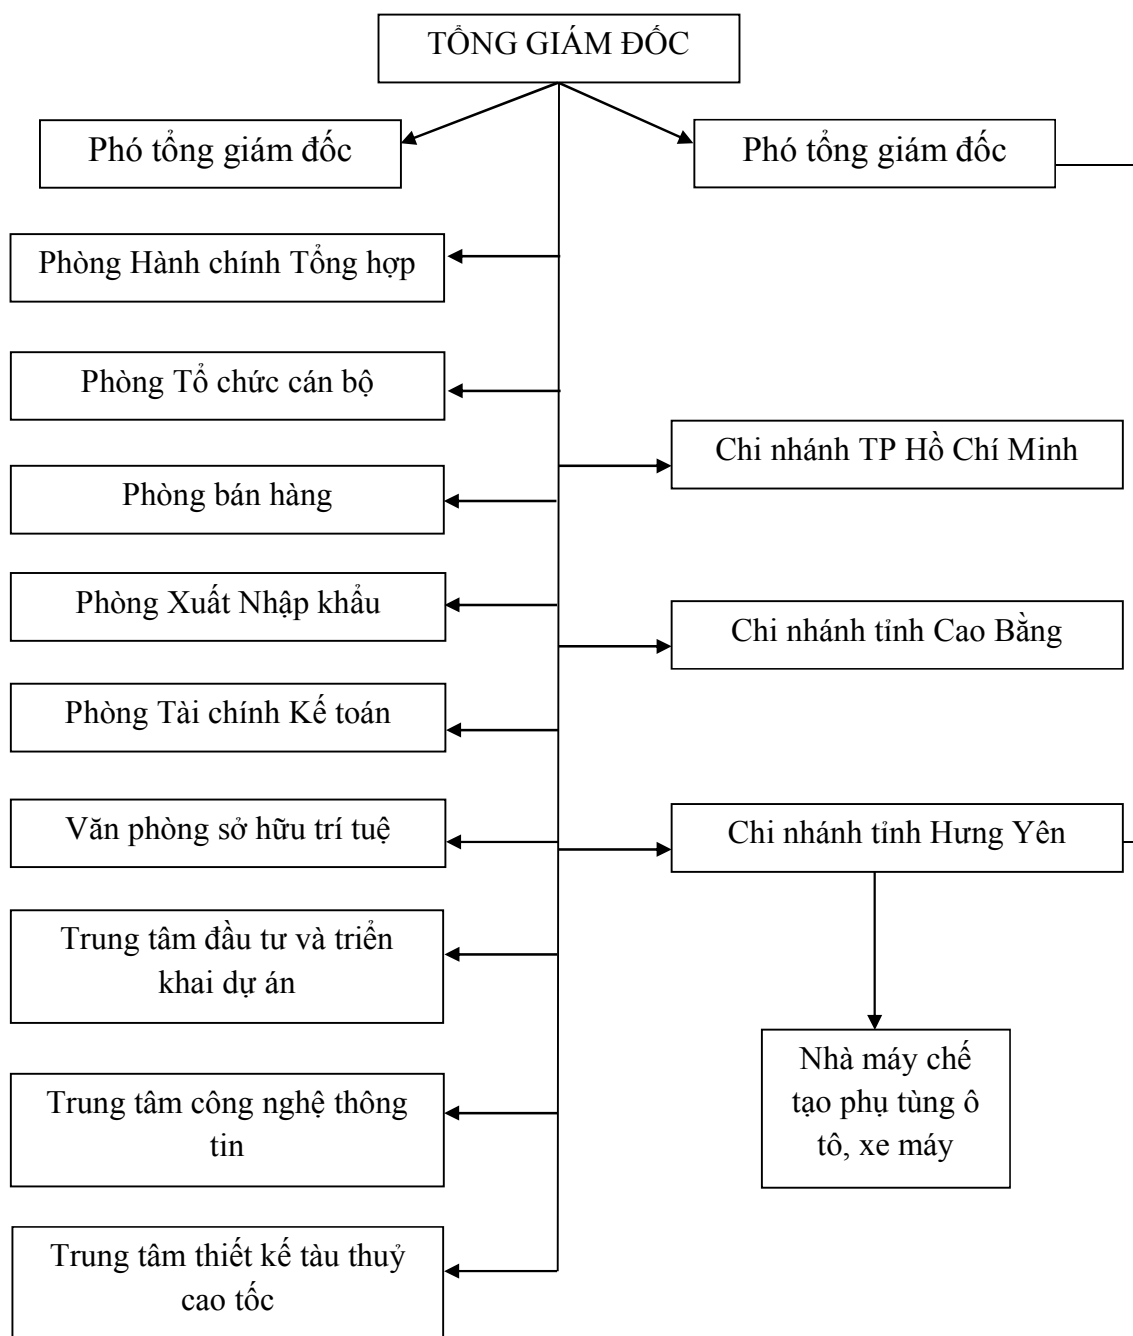 TỔNG GIÁM ĐỐC
Phó tổng giám đốc
Phó tổng giám đốc
Phòng Hành chính Tổng hợp
Phòng Tổ chức cán bộ
Chi nhánh TP Hồ Chí Minh
Phòng bán hàng
Phòng Xuất Nhập khẩu
Chi nhánh tỉnh Cao Bằng
Phòng Tài chính Kế toán
Văn phòng sở hữu trí tuệ
Chi nhánh tỉnh Hưng Yên
Trung tâm đầu tư và triển
khai dự án
Nhà máy chế
tạo phụ tùng ô
tô, xe máy
Trung tâm công nghệ thông
tin
Trung tâm thiết kế tàu thuỷ
cao tốc